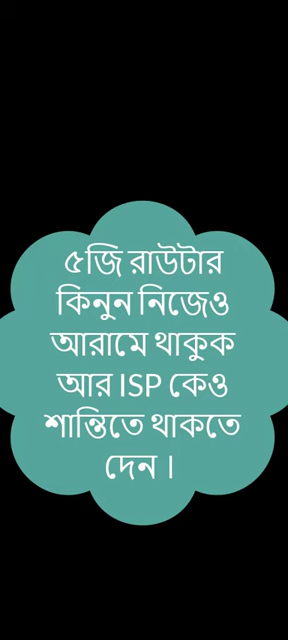 ৫জি রাউটার
কিনুন নিজেও
আরামে থাকুক
আর ISP কেও
শান্তিতে থাকতে
দেন ।